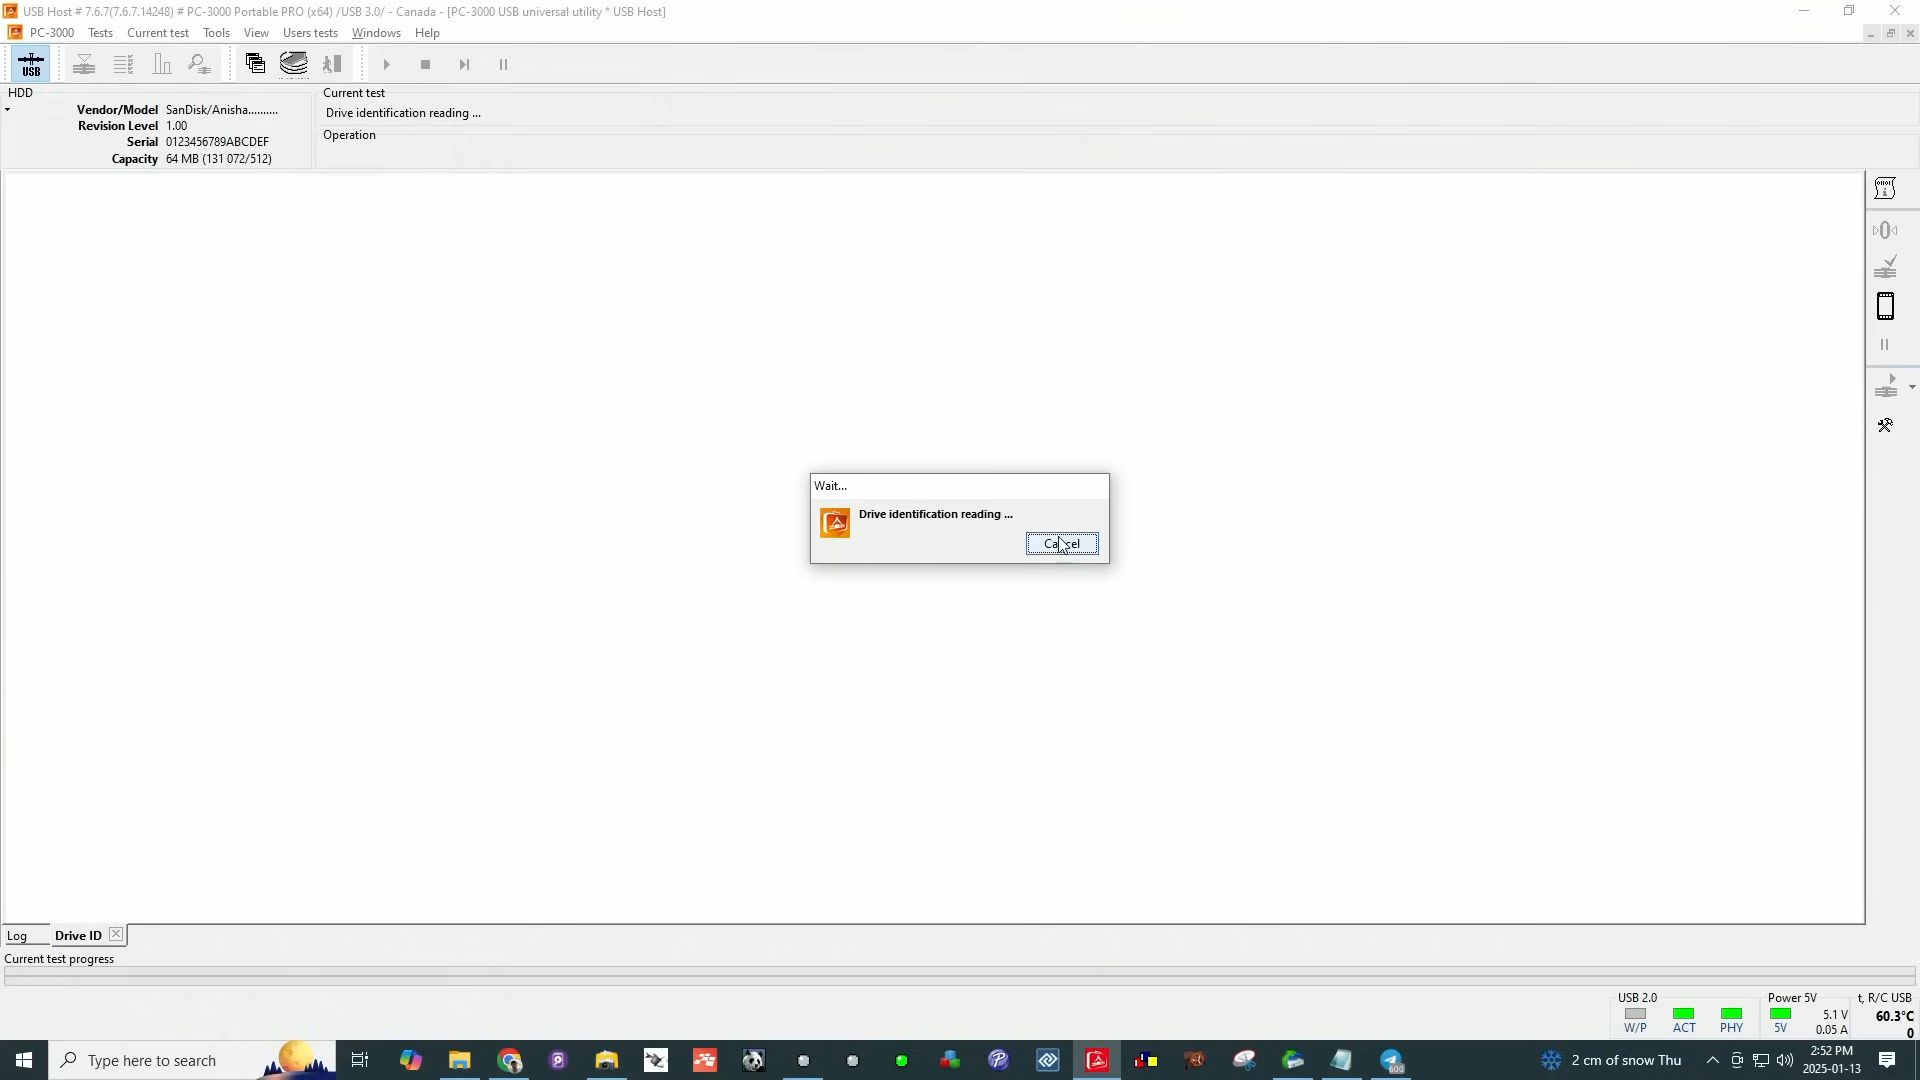 USB Host # 7.6.7(7.6.7.14248) # PC-3000 Portable PRO (x64) /USB 3.0/ - Canada - [PC-3000 USB universal utility * USB Host]
PC-3000 Tests Current test Tools View Users tests Windows Help
USB
HDD
Vendor/Model SanDisk/Anisha..........
Revision Level 1.00
Serial 0123456789ABCDEF
Capacity 64 MB (131 072/512)
Current test
Drive identification reading ...
Operation
Wait...
Drive identification reading ...
Cancel
Log Drive ID
Current test progress
USB 2.0 Power 5V t, R/C USB
5.1 V 60.3°C
W/P ACT PHY 5V 0.05 A 0
Type here to search
600
2 cm of snow Thu
2:52 PM
2025-01-13